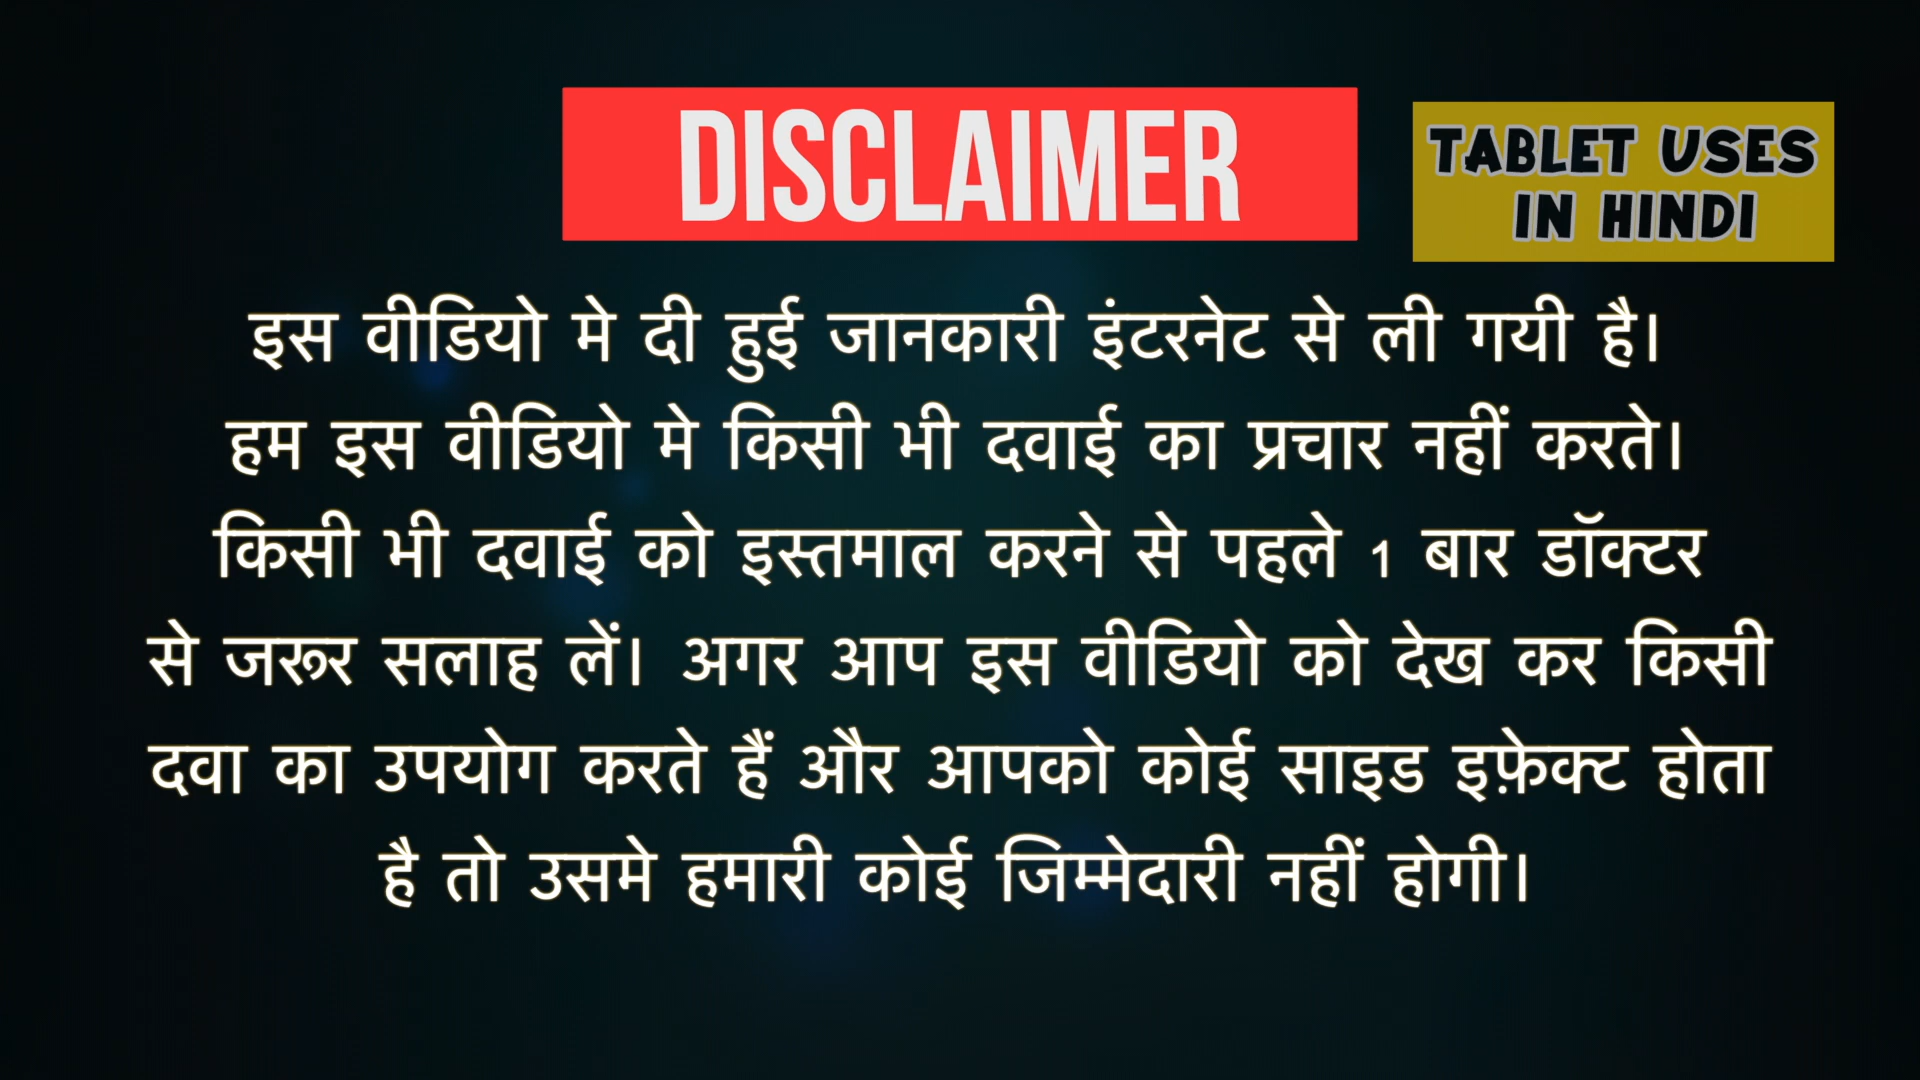 DISCLAIMER
TABLET USES
IN HINDI
इस वीडियो मे दी हुई जानकारी इंटरनेट से ली गयी है।
हम इस वीडियो मे किसी भी दवाई का प्रचार नहीं करते।
किसी भी दवाई को इस्तमाल करने से पहले 1 बार डॉक्टर
से जरूर सलाह लें। अगर आप इस वीडियो को देख कर किसी
दवा का उपयोग करते हैं और आपको कोई साइड इफ़ेक्ट होता
है तो उसमे हमारी कोई जिम्मेदारी नहीं होगी।